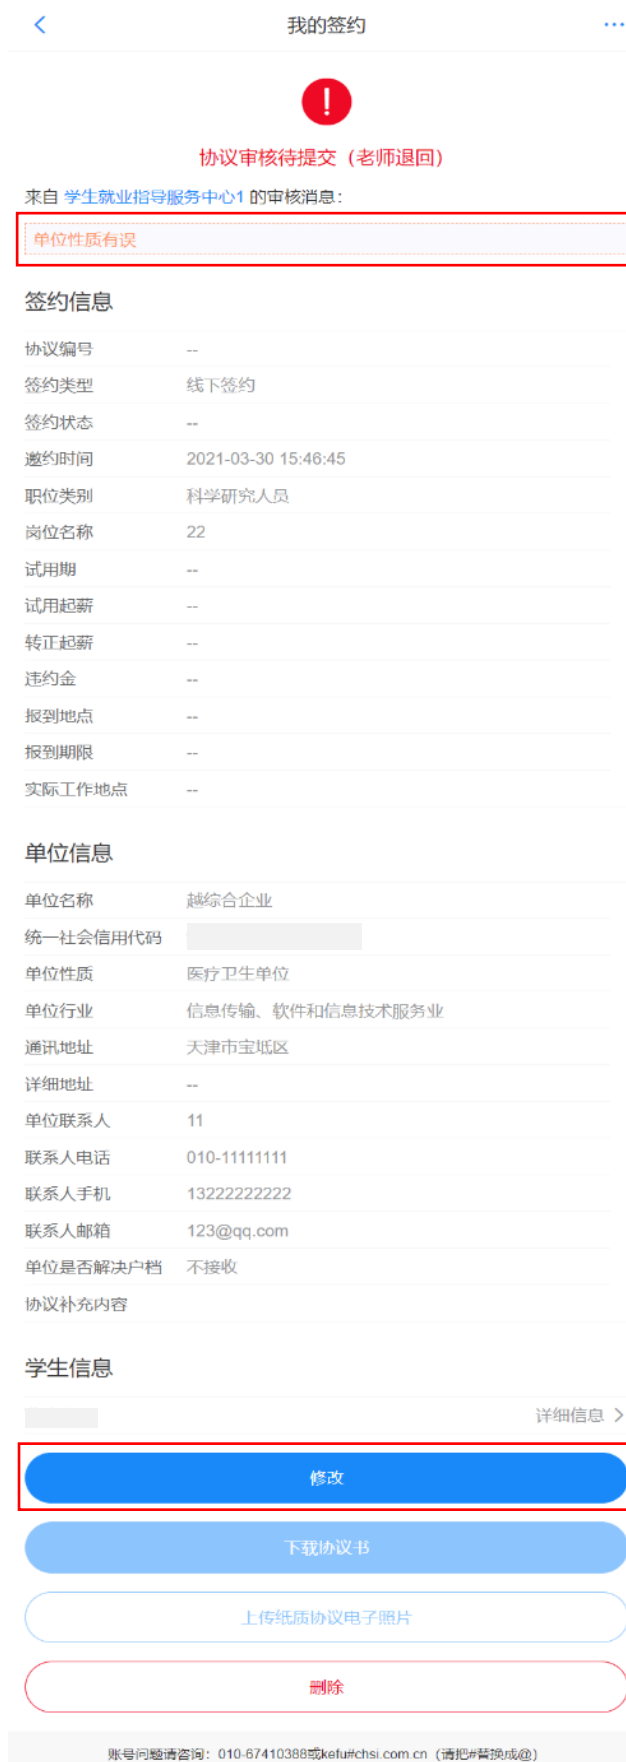 我的签约
协议审核待提交（老师退回）
来自 学生就业指导服务中心1 的审核消息：
单位性质有误
签约信息
协议编号 --
签约类型 线下签约
签约状态 --
邀约时间 2021-03-30 15:46:45
职位类别 科学研究人员
岗位名称 22
试用期 --
试用起薪 --
转正起薪 --
违约金 --
报到地点 --
报到期限 --
实际工作地点 --
单位信息
单位名称 越综合企业
统一社会信用代码
单位性质 医疗卫生单位
单位行业 信息传输、软件和信息技术服务业
通讯地址 天津市宝坻区
详细地址 --
单位联系人 11
联系人电话 010-11111111
联系人手机 13222222222
联系人邮箱 123@qq.com
单位是否解决户档 不接收
协议补充内容
学生信息
详细信息 >
修改
下载协议书
上传纸质协议电子照片
删除
账号问题请咨询：010-67410388或kefu#chsi.com.cn（请把#替换成@）